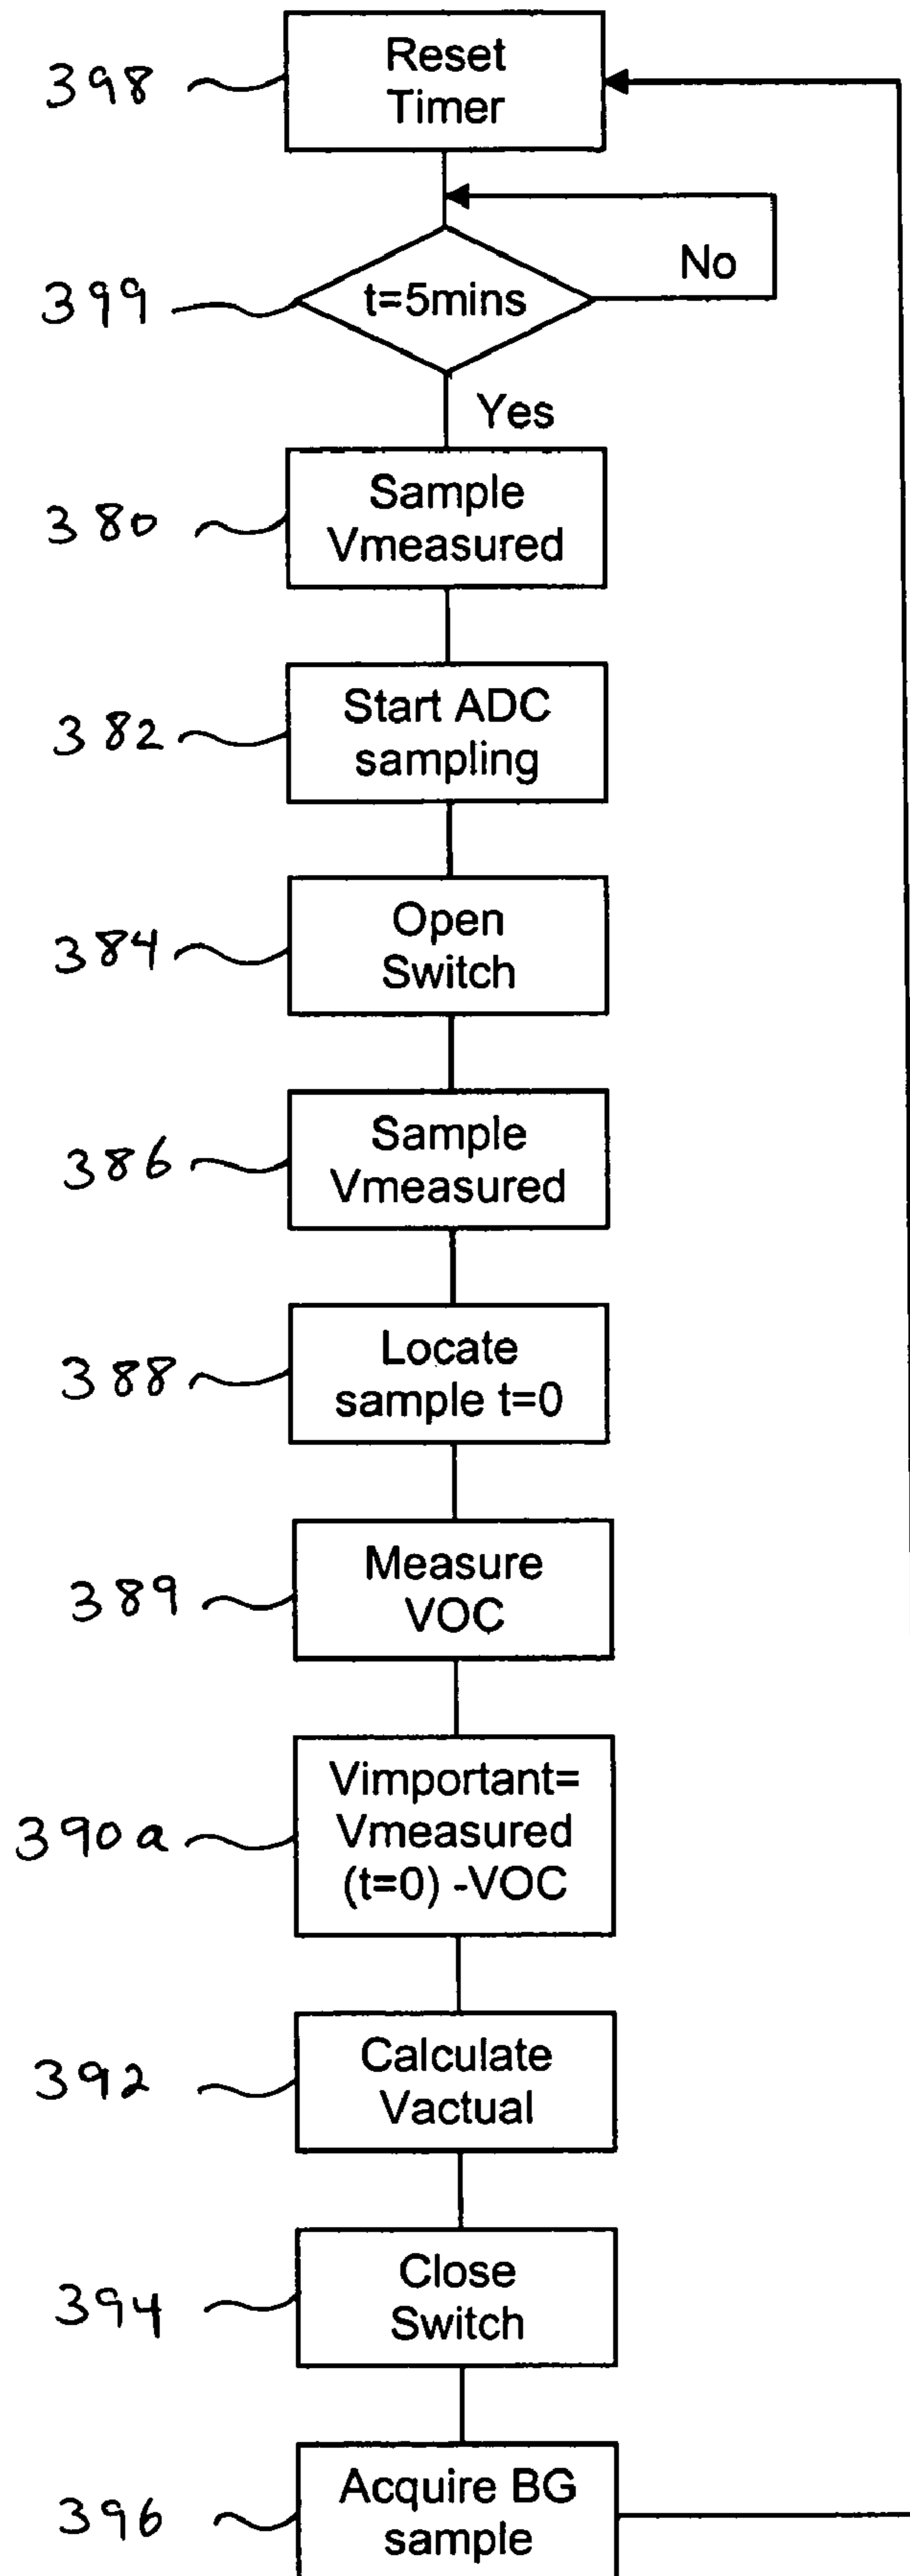 398
Reset
Timer
399
t=5mins
No
Yes
380
Sample
Vmeasured
382
Start ADC
sampling
384
Open
Switch
386
Sample
Vmeasured
388
Locate
sample t=0
389
Measure
VOC
390a
Vimportant=
Vmeasured
(t=0) -VOC
392
Calculate
Vactual
394
Close
Switch
396
Acquire BG
sample